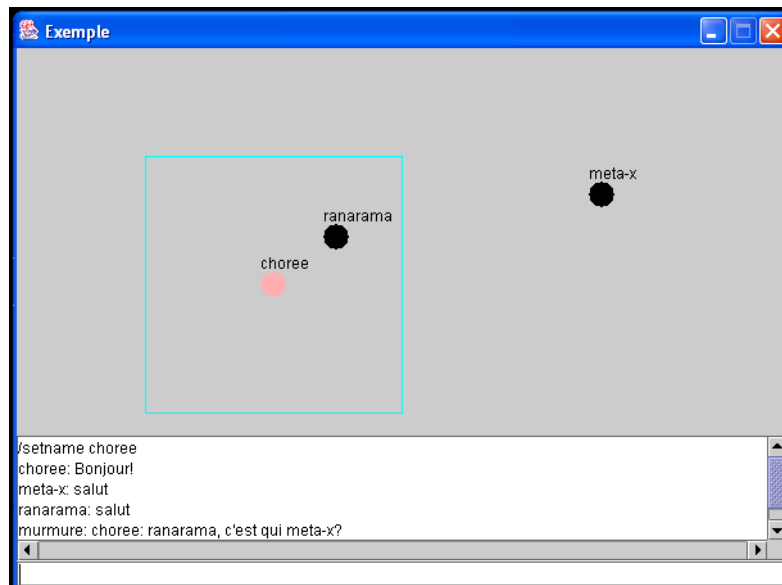 Exemple
meta-x
ranarama
choree
/setname choree
choree: Bonjour!
meta-x: salut
ranarama: salut
murmure: choree: ranarama, c'est qui meta-x?